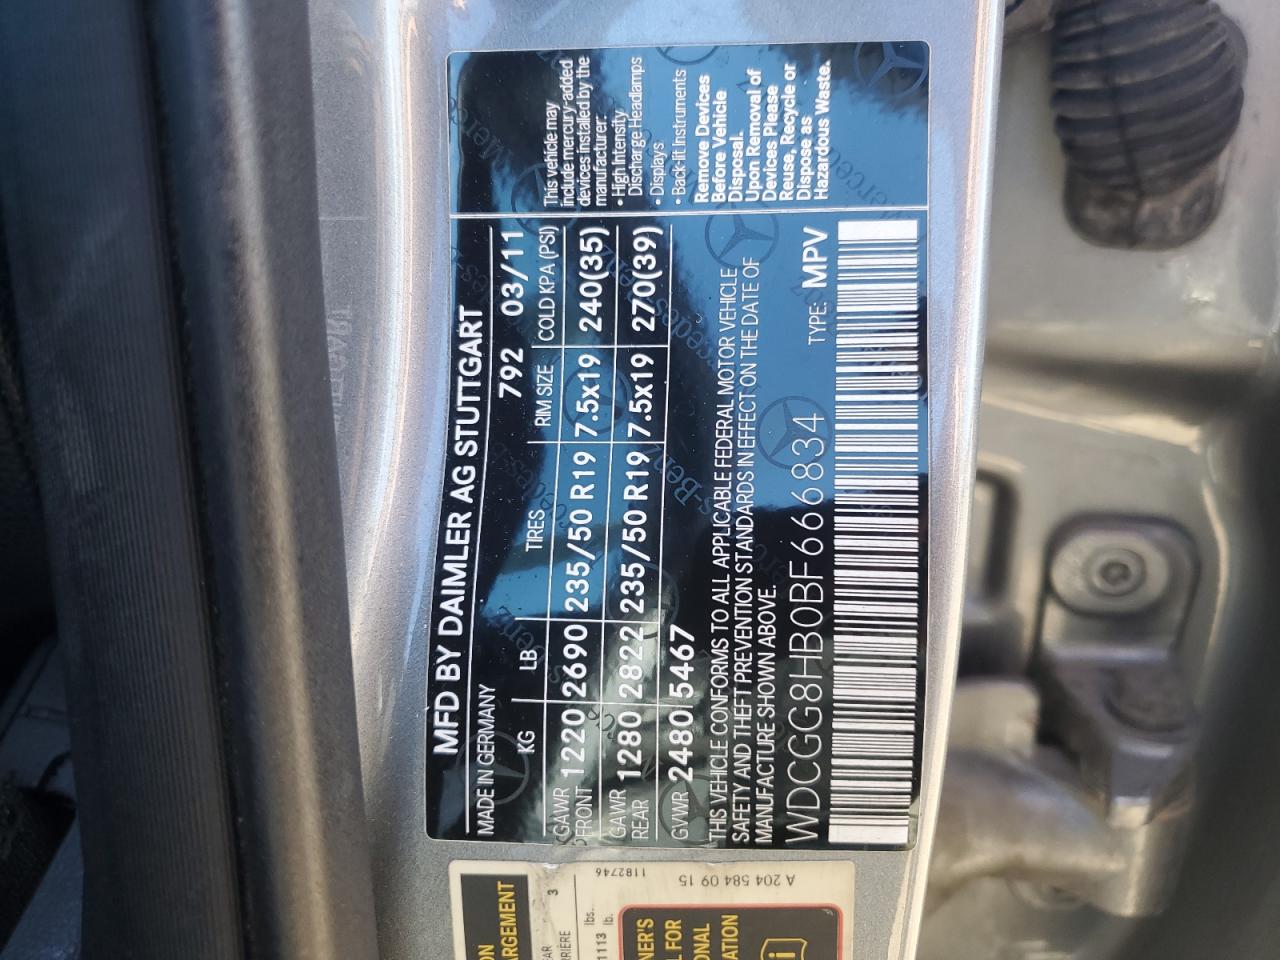 MFD BY DAIMLER AG STUTTGART
MADE IN GERMANY 792 03/11
KG LB TIRES RIM SIZE COLD KPA (PSI)
GAWR FRONT 1220 2690 235/50 R19 7.5x19 240(35)
GAWR REAR 1280 2822 235/50 R19 7.5x19 270(39)
GVWR 2480 5467
THIS VEHICLE CONFORMS TO ALL APPLICABLE FEDERAL MOTOR VEHICLE
SAFETY AND THEFT PREVENTION STANDARDS IN EFFECT ON THE DATE OF
MANUFACTURE SHOWN ABOVE.
WDCGG8HB0BF666834 TYPE: MPV
This vehicle may
include mercury-added
devices installed by the
manufacturer:
• High Intensity
Discharge Headlamps
• Displays
• Back-lit Instruments
Remove Devices
Before Vehicle
Disposal.
Upon Removal of
Devices Please
Reuse, Recycle or
Dispose as
Hazardous Waste.
3
1113 lbs.
lb.
1182746
A 204 584 09 15